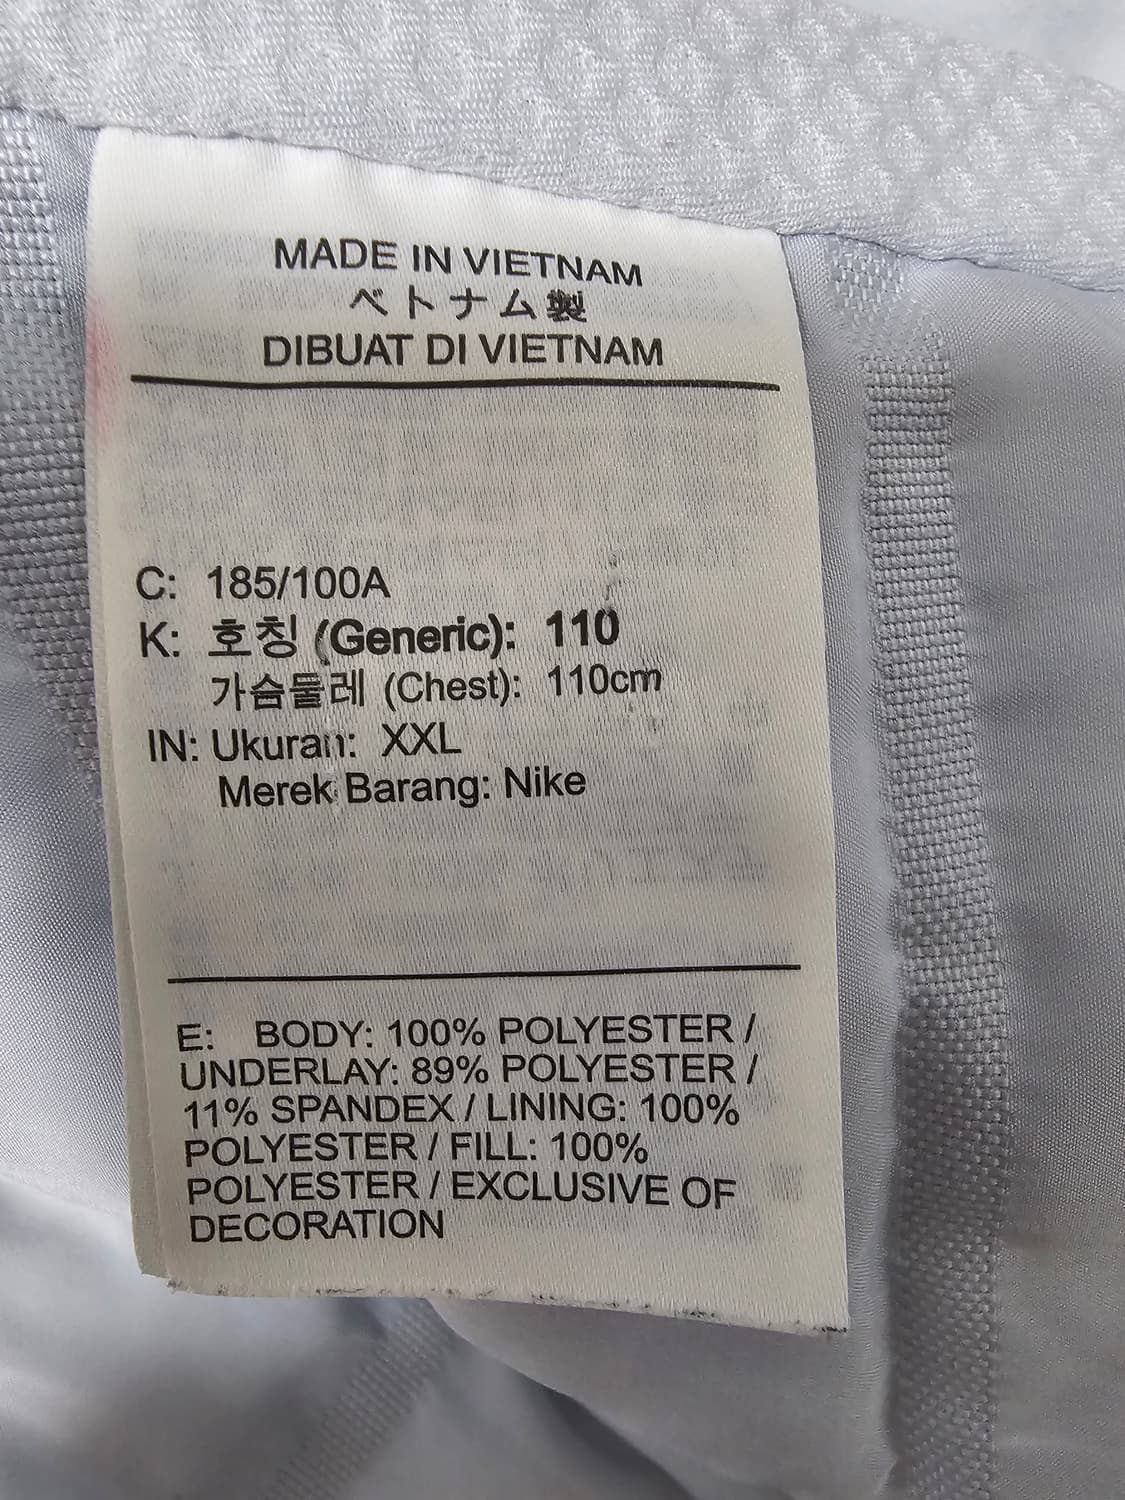 MADE IN VIETNAM
ベトナム製
DIBUAT DI VIETNAM
C: 185/100A
K: 호칭 (Generic): 110
가슴둘레 (Chest): 110cm
IN: Ukuran: XXL
Merek Barang: Nike
E: BODY: 100% POLYESTER /
UNDERLAY: 89% POLYESTER /
11% SPANDEX / LINING: 100%
POLYESTER / FILL: 100%
POLYESTER / EXCLUSIVE OF
DECORATION